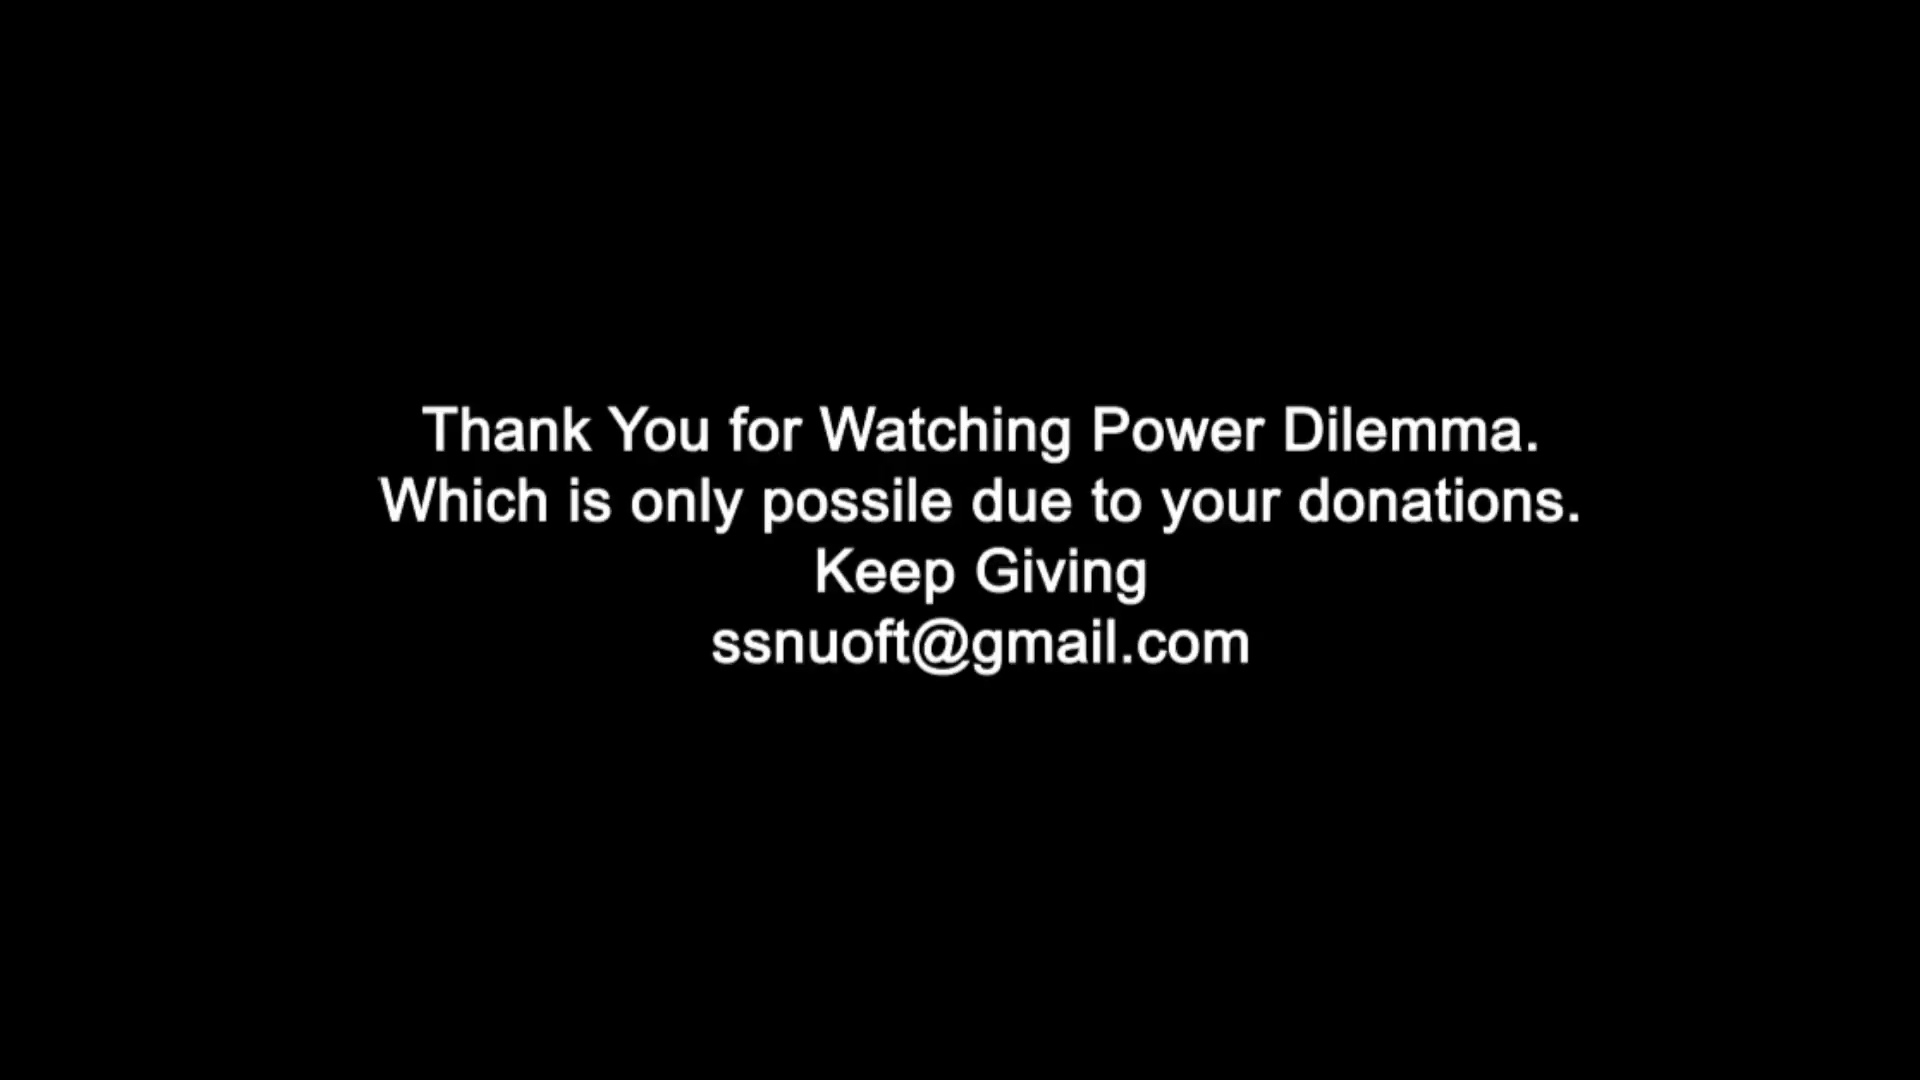 Thank You for Watching Power Dilemma.
Which is only possile due to your donations.
Keep Giving
ssnuoft@gmail.com